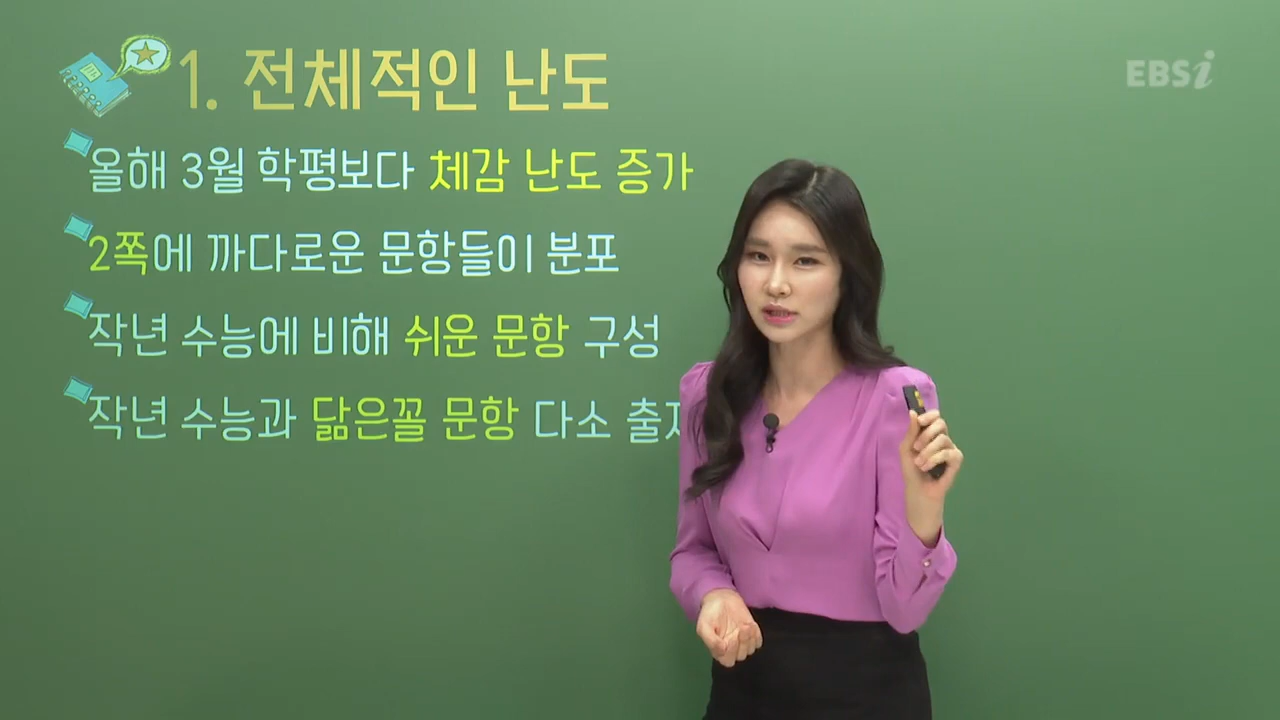 1. 전체적인 난도
EBSi
올해 3월 학평보다 체감 난도 증가
2쪽에 까다로운 문항들이 분포
작년 수능에 비해 쉬운 문항 구성
작년 수능과 닮은꼴 문항 다소